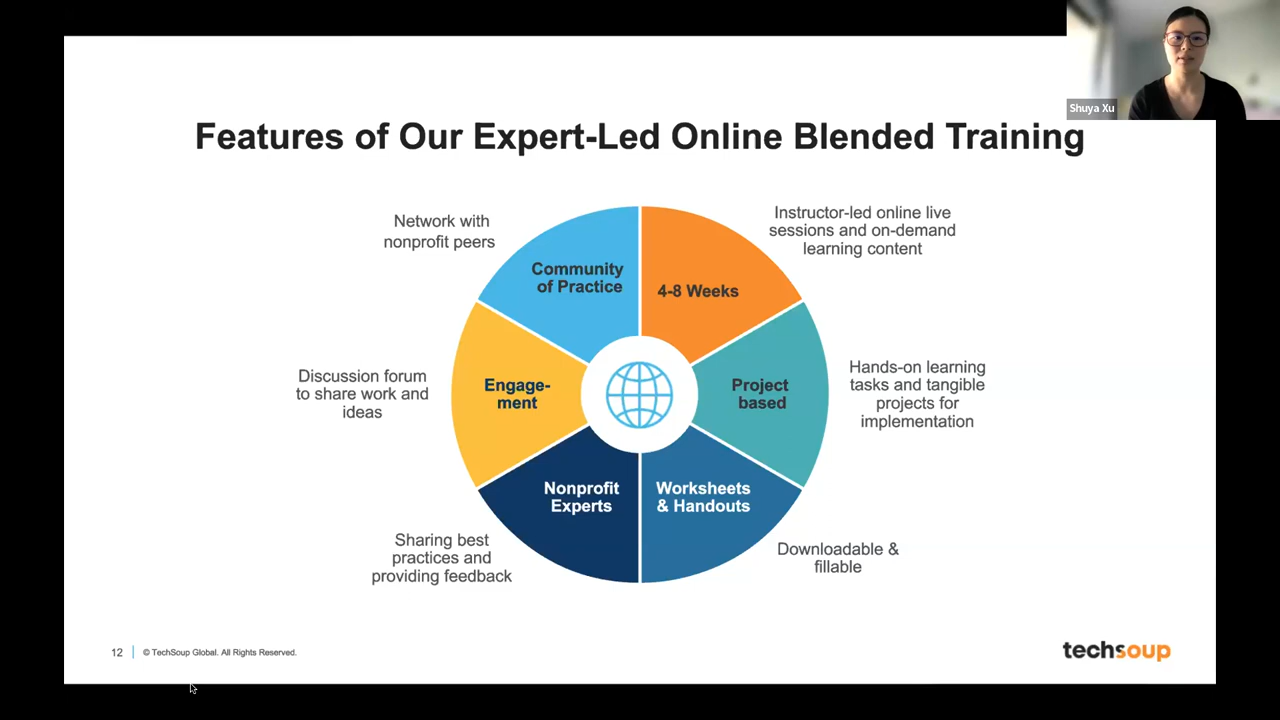 Shuya Xu
Features of Our Expert-Led Online Blended Training
Network with
nonprofit peers
Community
of Practice
4-8 Weeks
Instructor-led online live
sessions and on-demand
learning content
Discussion forum
to share work and
ideas
Engage-
ment
Project
based
Hands-on learning
tasks and tangible
projects for
implementation
Sharing best
practices and
providing feedback
Nonprofit
Experts
Worksheets
& Handouts
Downloadable &
fillable
12
© TechSoup Global. All Rights Reserved.
techsoup